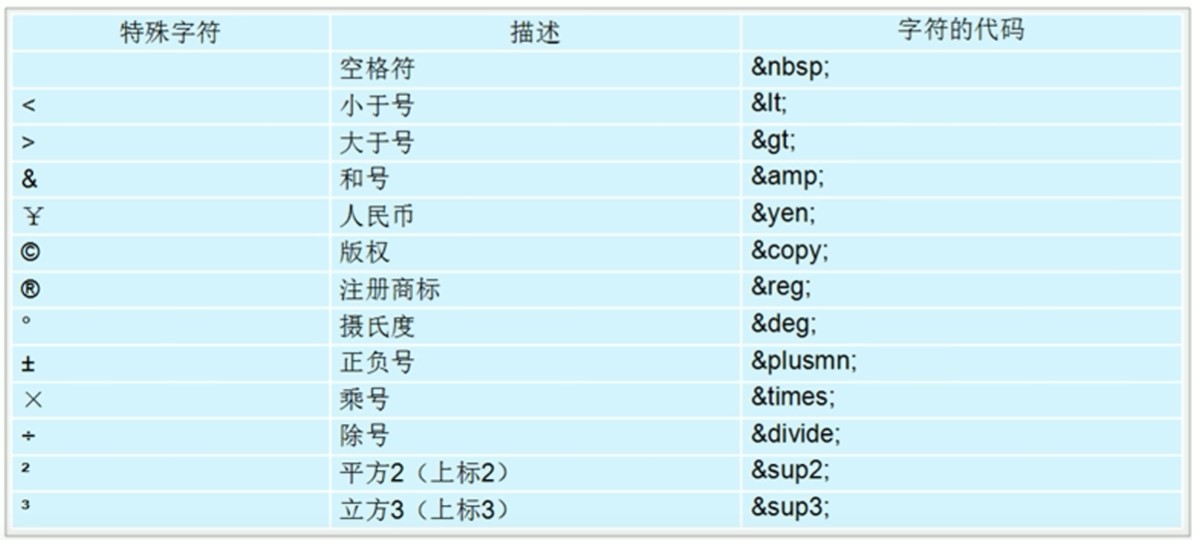 特殊字符 描述 字符的代码
空格符 &nbsp;
< 小于号 &lt;
> 大于号 &gt;
& 和号 &amp;
¥ 人民币 &yen;
© 版权 &copy;
® 注册商标 &reg;
° 摄氏度 &deg;
± 正负号 &plusmn;
× 乘号 &times;
÷ 除号 &divide;
² 平方2（上标2） &sup2;
³ 立方3（上标3） &sup3;